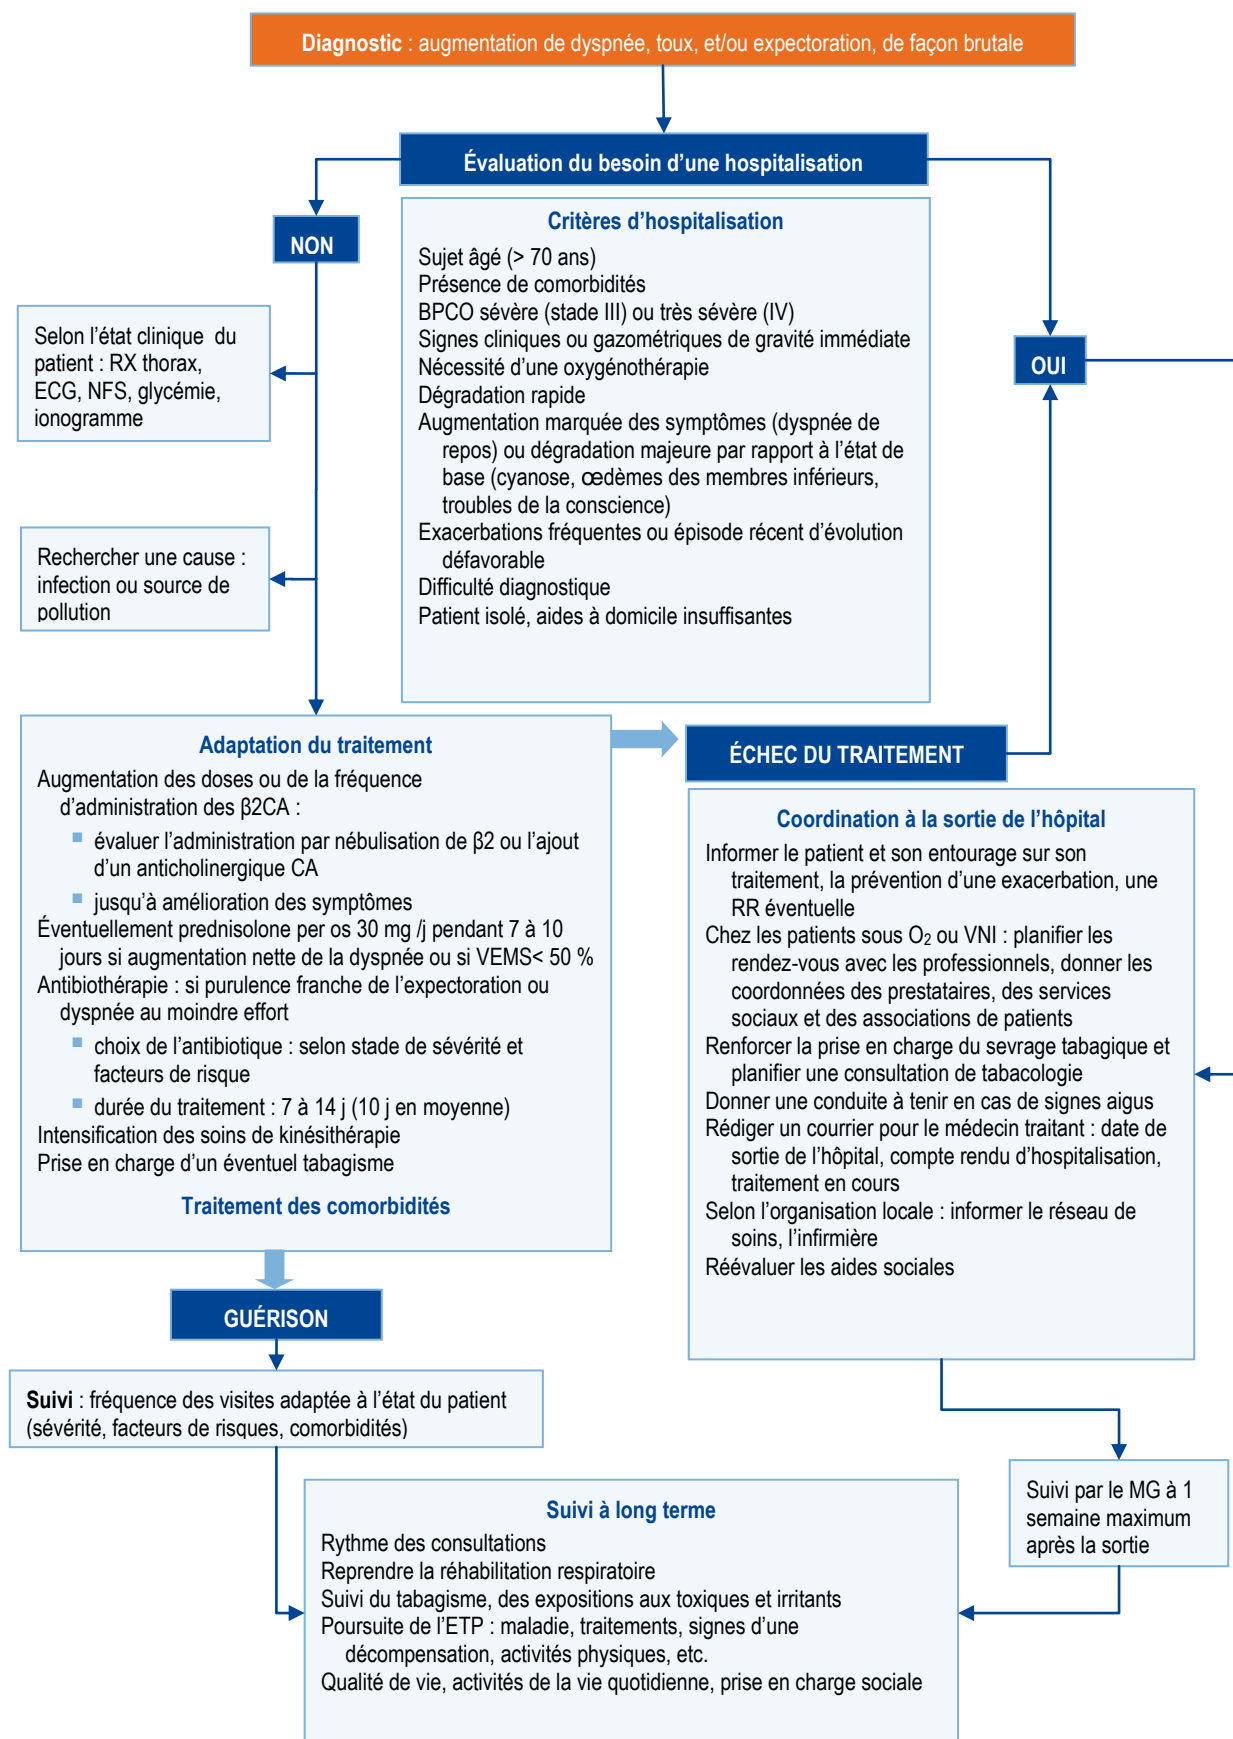 Diagnostic : augmentation de dyspnée, toux, et/ou expectoration, de façon brutale
Évaluation du besoin d’une hospitalisation
NON
Critères d’hospitalisation
Sujet âgé (> 70 ans)
Présence de comorbidités
BPCO sévère (stade III) ou très sévère (IV)
Signes cliniques ou gazométriques de gravité immédiate
Nécessité d’une oxygénothérapie
Dégradation rapide
Augmentation marquée des symptômes (dyspnée de
repos) ou dégradation majeure par rapport à l’état de
base (cyanose, œdèmes des membres inférieurs,
troubles de la conscience)
Exacerbations fréquentes ou épisode récent d’évolution
défavorable
Difficulté diagnostique
Patient isolé, aides à domicile insuffisantes
OUI
Selon l’état clinique du
patient : RX thorax,
ECG, NFS, glycémie,
ionogramme
Rechercher une cause :
infection ou source de
pollution
Adaptation du traitement
Augmentation des doses ou de la fréquence
d’administration des β2CA :
▪ évaluer l’administration par nébulisation de β2 ou l’ajout
d’un anticholinergique CA
▪ jusqu’à amélioration des symptômes
Éventuellement prednisolone per os 30 mg /j pendant 7 à 10
jours si augmentation nette de la dyspnée ou si VEMS< 50 %
Antibiothérapie : si purulence franche de l’expectoration ou
dyspnée au moindre effort
▪ choix de l’antibiotique : selon stade de sévérité et
facteurs de risque
▪ durée du traitement : 7 à 14 j (10 j en moyenne)
Intensification des soins de kinésithérapie
Prise en charge d’un éventuel tabagisme
Traitement des comorbidités
ÉCHEC DU TRAITEMENT
Coordination à la sortie de l’hôpital
Informer le patient et son entourage sur son
traitement, la prévention d’une exacerbation, une
RR éventuelle
Chez les patients sous O₂ ou VNI : planifier les
rendez-vous avec les professionnels, donner les
coordonnées des prestataires, des services
sociaux et des associations de patients
Renforcer la prise en charge du sevrage tabagique et
planifier une consultation de tabacologie
Donner une conduite à tenir en cas de signes aigus
Rédiger un courrier pour le médecin traitant : date de
sortie de l’hôpital, compte rendu d’hospitalisation,
traitement en cours
Selon l’organisation locale : informer le réseau de
soins, l’infirmière
Réévaluer les aides sociales
GUÉRISON
Suivi : fréquence des visites adaptée à l’état du patient
(sévérité, facteurs de risques, comorbidités)
Suivi par le MG à 1
semaine maximum
après la sortie
Suivi à long terme
Rythme des consultations
Reprendre la réhabilitation respiratoire
Suivi du tabagisme, des expositions aux toxiques et irritants
Poursuite de l’ETP : maladie, traitements, signes d’une
décompensation, activités physiques, etc.
Qualité de vie, activités de la vie quotidienne, prise en charge sociale